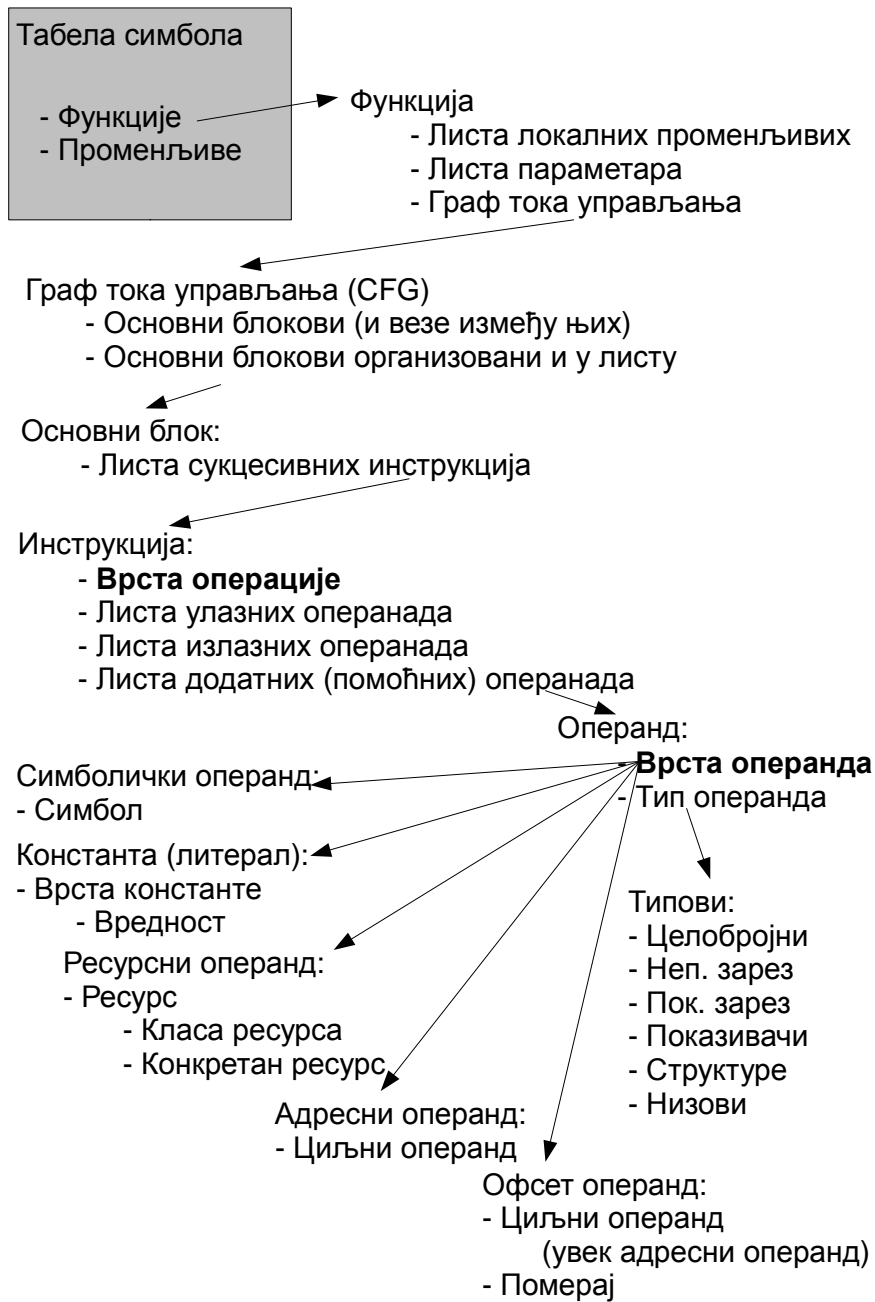 Табела симбола
- Функције
- Променљиве
Функција
- Листа локалних променљивих
- Листа параметара
- Граф тока управљања
Граф тока управљања (CFG)
- Основни блокови (и везе између њих)
- Основни блокови организовани и у листу
Основни блок:
- Листа сукцесивних инструкција
Инструкција:
- Врста операције
- Листа улазних операнада
- Листа излазних операнада
- Листа додатних (помоћних) операнада
Операнд:
- Врста операнда
- Тип операнда
Симболички операнд:
- Симбол
Константа (литерал):
- Врста константе
- Вредност
Ресурсни операнд:
- Ресурс
- Класа ресурса
- Конкретан ресурс
Типови:
- Целобројни
- Неп. зарез
- Пок. зарез
- Показивачи
- Структуре
- Низови
Адресни операнд:
- Циљни операнд
Офсет операнд:
- Циљни операнд
(увек адресни операнд)
- Померај